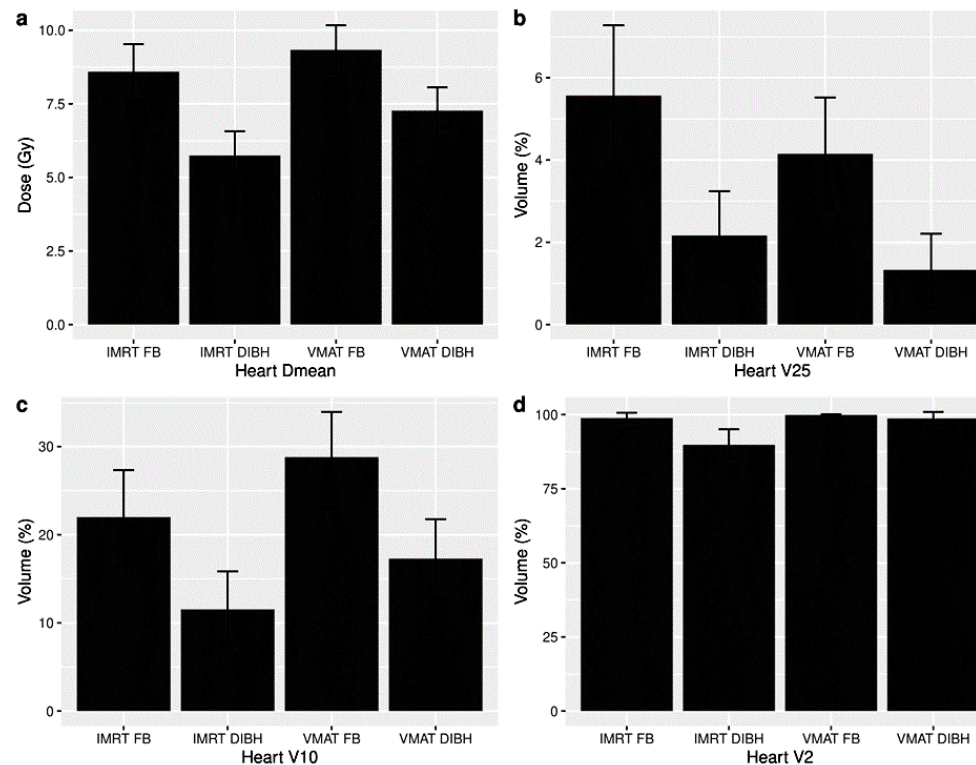 a
Dose (Gy)
10.0
7.5
5.0
2.5
0.0
IMRT FB IMRT DIBH VMAT FB VMAT DIBH
Heart Dmean
b
Volume (%)
6
4
2
0
IMRT FB IMRT DIBH VMAT FB VMAT DIBH
Heart V25
c
Volume (%)
30
20
10
0
IMRT FB IMRT DIBH VMAT FB VMAT DIBH
Heart V10
d
Volume (%)
100
75
50
25
0
IMRT FB IMRT DIBH VMAT FB VMAT DIBH
Heart V2